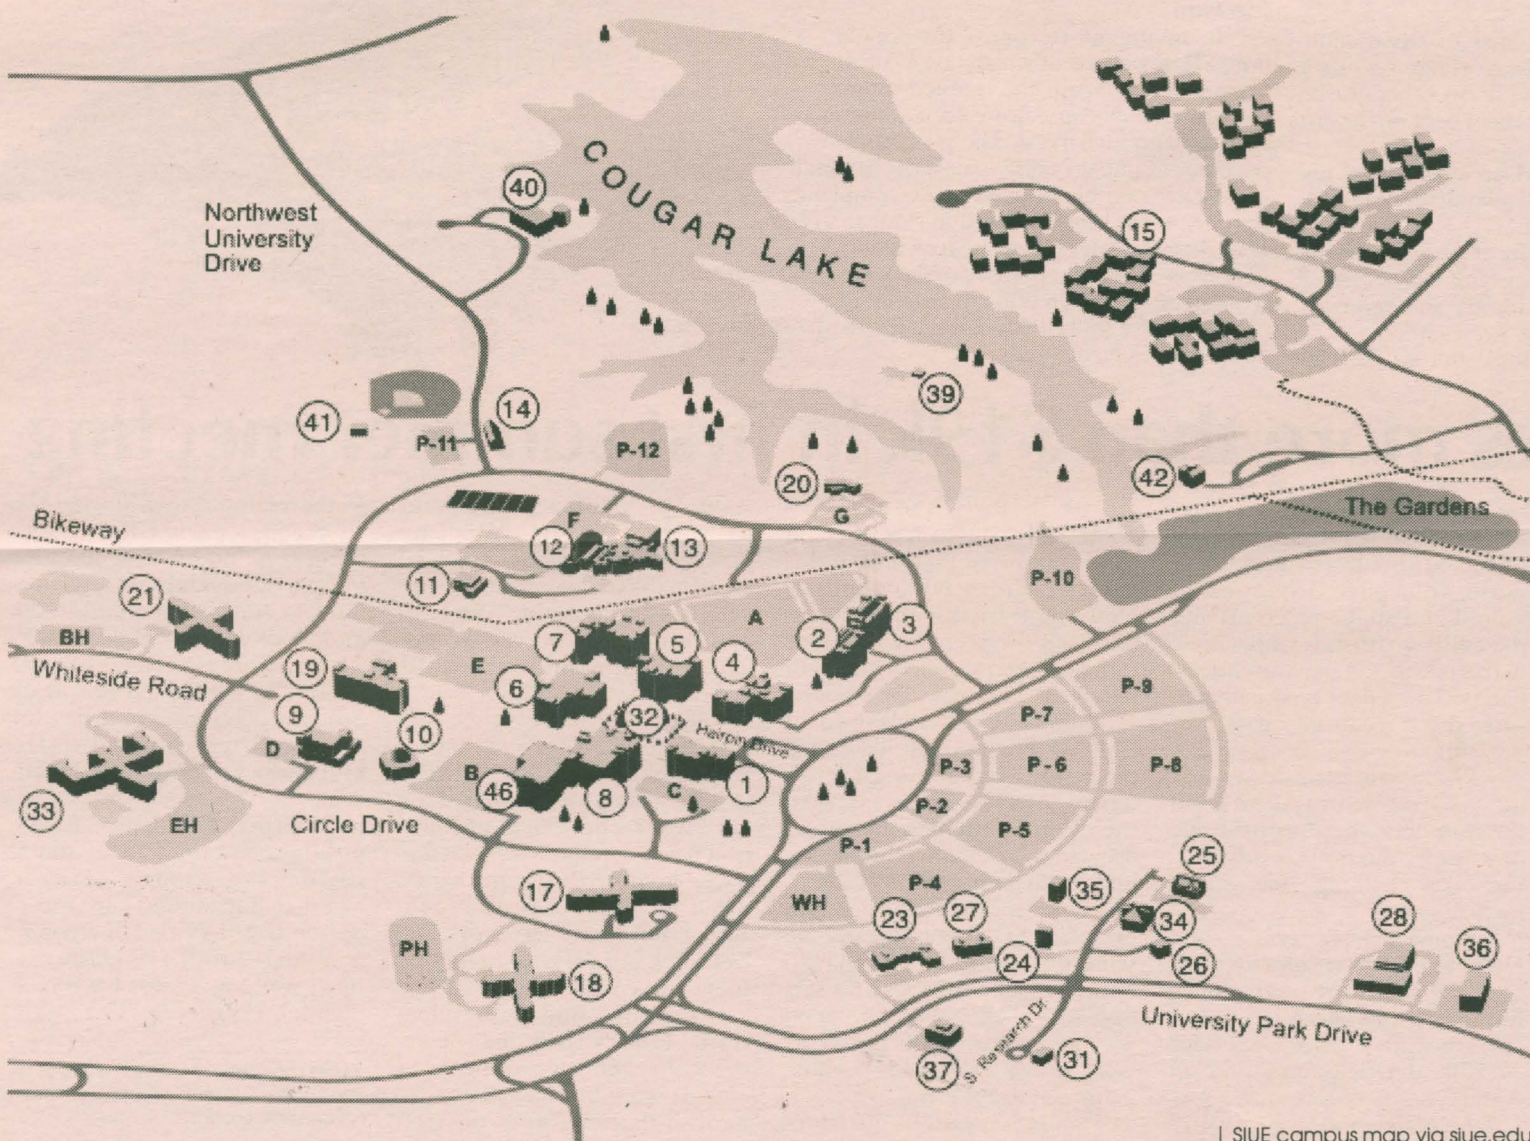 COUGAR LAKE
40
Northwest
University
Drive
15
41
14
39
P-11
P-12
20
42
G
The Gardens
Bikeway
F
12
13
11
P-10
21
BH
A
2
3
7
5
4
Whiteside Road
19
E
6
P-9
9
32
P-7
10
Hairpin Drive
D
B
P-3
P-6
P-8
46
8
C
1
P-2
33
EH
Circle Drive
P-5
P-1
25
17
P-4
35
WH
23
27
34
28
PH
24
26
36
18
S. Research Dr
University Park Drive
37
31
| SIUE campus map via siue.edu